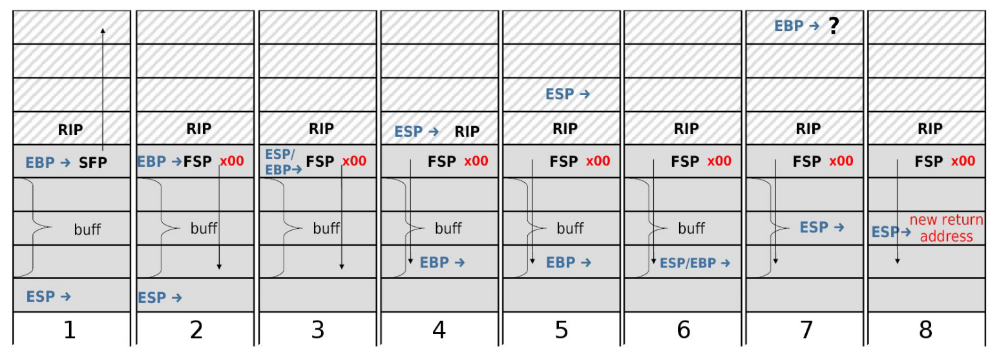 EBP → ?
ESP →
RIP RIP RIP ESP → RIP RIP RIP RIP RIP
EBP → SFP EBP → FSP x00 ESP/ EBP→ FSP x00 FSP x00 FSP x00 FSP x00 FSP x00 FSP x00
buff buff buff buff buff buff ESP → ESP→ new return address
EBP → EBP → ESP/EBP →
ESP → ESP →
1 2 3 4 5 6 7 8